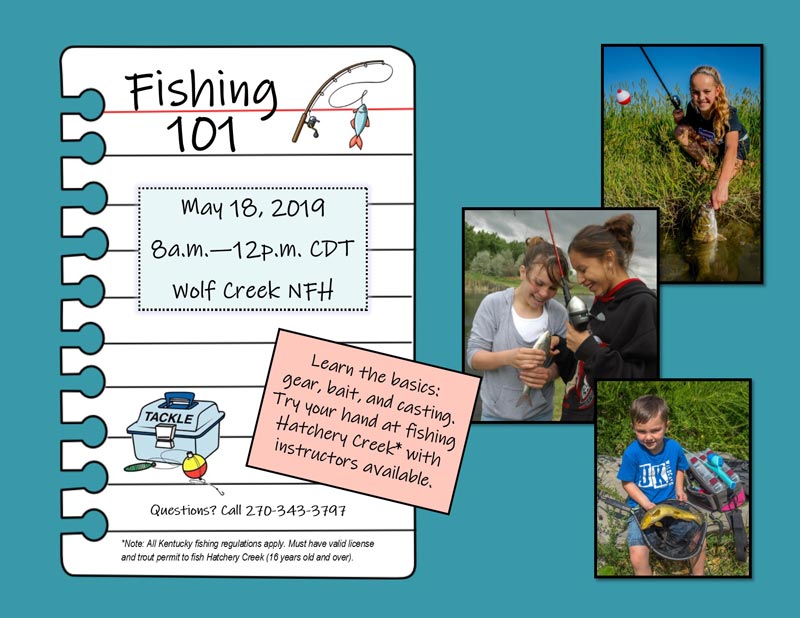 Fishing
101
May 18, 2019
8a.m.—12p.m. CDT
Wolf Creek NFH
Learn the basics:
gear, bait, and casting.
Try your hand at fishing
Hatchery Creek* with
instructors available.
TACKLE
Questions? Call 270-343-3797
*Note: All Kentucky fishing regulations apply. Must have valid license
and trout permit to fish Hatchery Creek (16 years old and over).
JK